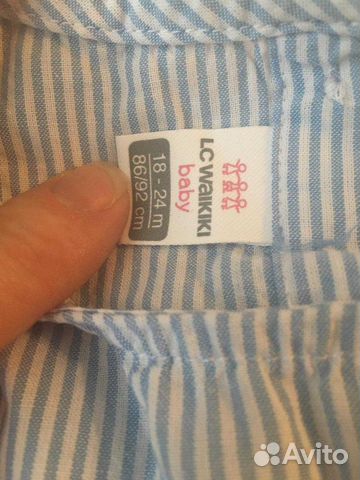 LC WAIKIKI
baby
18 - 24 m
86/92 cm
Avito